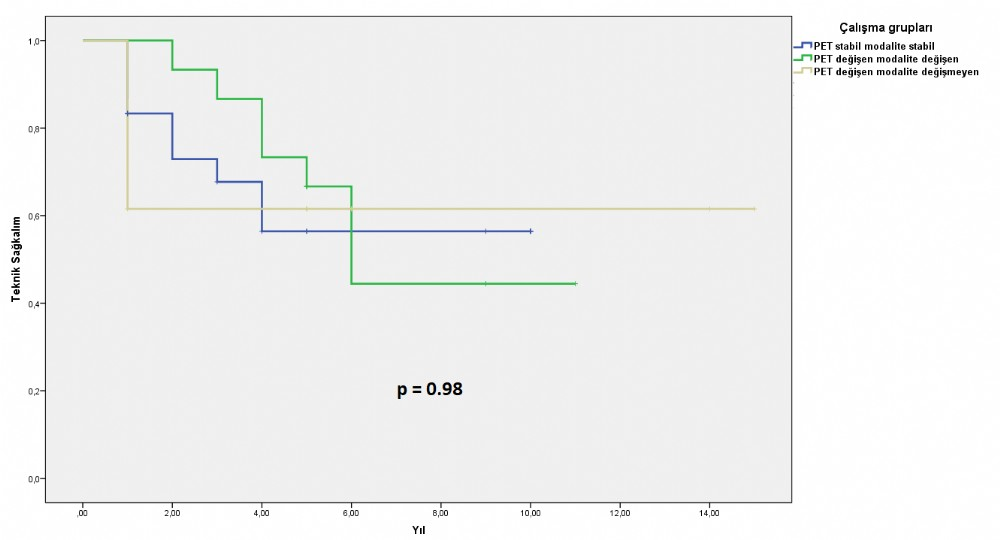 Çalışma grupları
PET stabil modalite stabil
PET değişen modalite değişen
PET değişen modalite değişmeyen
1,0
0,8
0,6
0,4
0,2
0,0
Teknik Sağkalım
p = 0.98
,00 2,00 4,00 6,00 8,00 10,00 12,00 14,00
Yıl